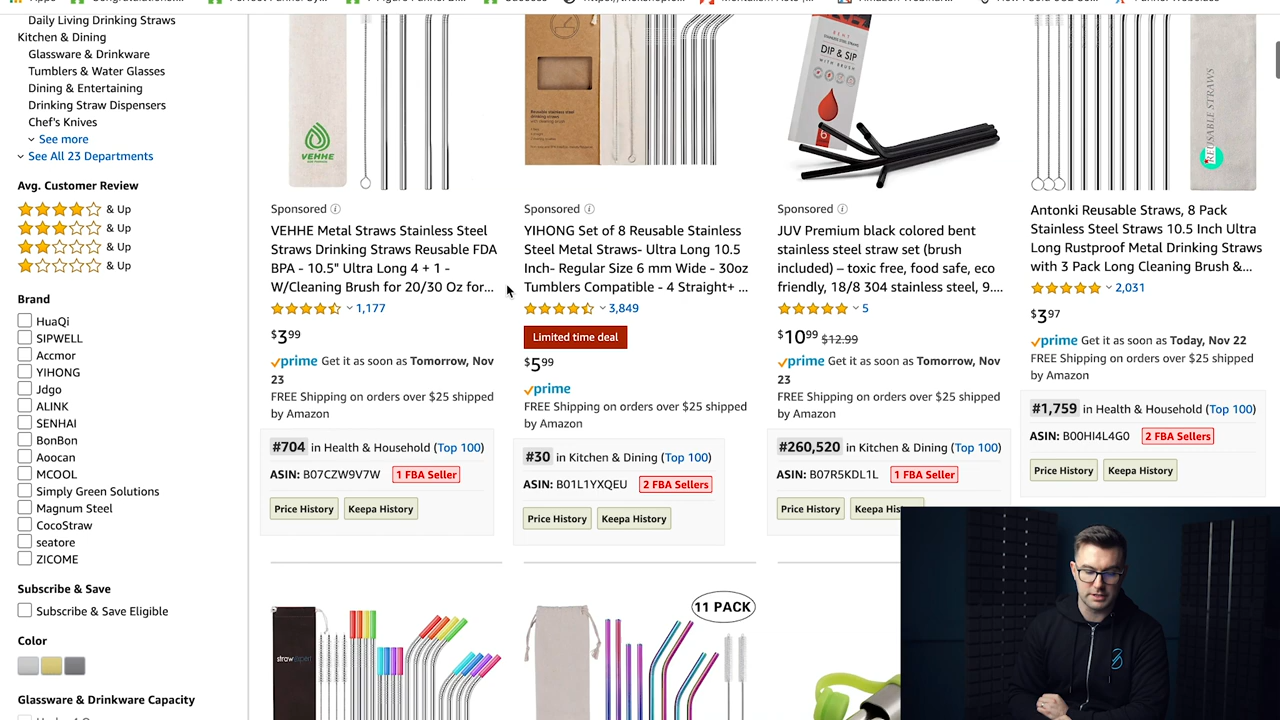 Daily Living Drinking Straws
Kitchen & Dining
Glassware & Drinkware
Tumblers & Water Glasses
Dining & Entertaining
Drinking Straw Dispensers
Chef's Knives
See more
See All 23 Departments
Avg. Customer Review
& Up
& Up
& Up
& Up
Brand
HuaQi
SIPWELL
Accmor
YIHONG
Jdgo
ALINK
SENHAI
BonBon
Aoocan
MCOOL
Simply Green Solutions
Magnum Steel
CocoStraw
seatore
ZICOME
Subscribe & Save
Subscribe & Save Eligible
Color
Glassware & Drinkware Capacity
VEHHE
Sponsored
VEHHE Metal Straws Stainless Steel
Straws Drinking Straws Reusable FDA
BPA - 10.5" Ultra Long 4 + 1 -
W/Cleaning Brush for 20/30 Oz for...
1,177
$3.99
prime Get it as soon as Tomorrow, Nov
23
FREE Shipping on orders over $25 shipped
by Amazon
#704 in Health & Household (Top 100)
ASIN: B07CZW9V7W 1 FBA Seller
Price History Keepa History
Sponsored
YIHONG Set of 8 Reusable Stainless
Steel Metal Straws- Ultra Long 10.5
Inch- Regular Size 6 mm Wide - 30oz
Tumblers Compatible - 4 Straight+ ...
3,849
Limited time deal
$5.99
prime
FREE Shipping on orders over $25
shipped by Amazon
#30 in Kitchen & Dining (Top 100)
ASIN: B01L1YXQEU 2 FBA Sellers
Price History Keepa History
DIP & SIP
WITH BRUSH
Sponsored
JUV Premium black colored bent
stainless steel straw set (brush
included) – toxic free, food safe, eco
friendly, 18/8 304 stainless steel, 9....
5
$10.99 $12.99
prime Get it as soon as Tomorrow, Nov
23
FREE Shipping on orders over $25 shipped
by Amazon
#260,520 in Kitchen & Dining (Top 100)
ASIN: B07R5KDL1L 1 FBA Seller
Price History Keepa His
REUSABLE STRAWS
Antonki Reusable Straws, 8 Pack
Stainless Steel Straws 10.5 Inch Ultra
Long Rustproof Metal Drinking Straws
with 3 Pack Long Cleaning Brush &...
2,031
$3.97
prime Get it as soon as Today, Nov 22
FREE Shipping on orders over $25 shipped
by Amazon
#1,759 in Health & Household (Top 100)
ASIN: B00HI4L4G0 2 FBA Sellers
Price History Keepa History
11 PACK